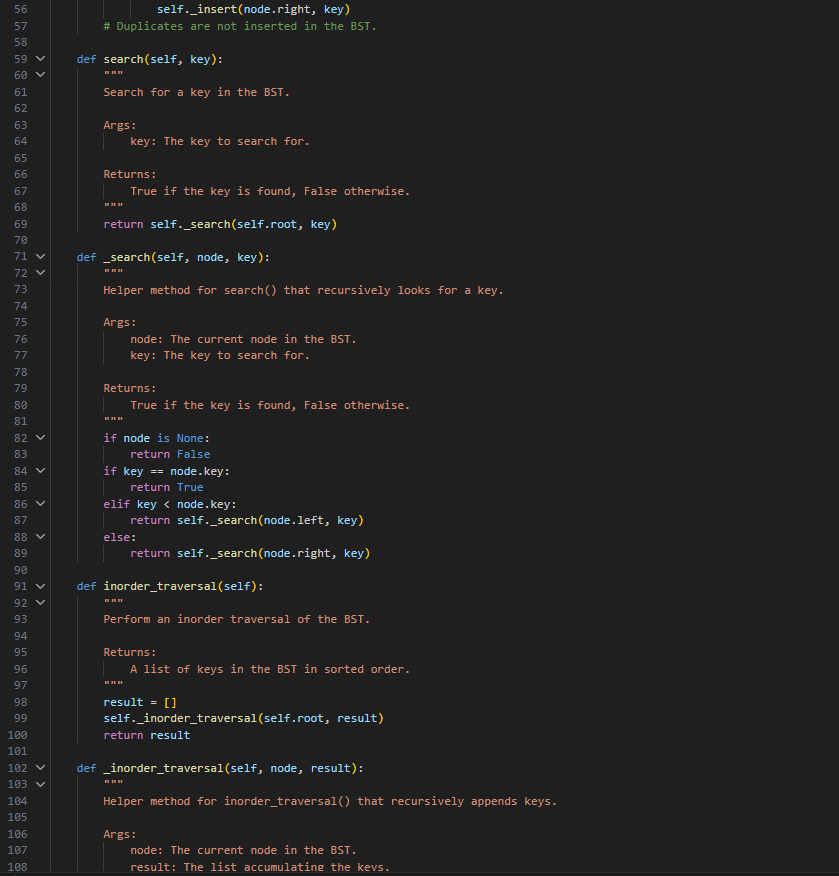 56 self._insert(node.right, key)
57 # Duplicates are not inserted in the BST.
58
59 def search(self, key):
60 """
61 Search for a key in the BST.
62
63 Args:
64 key: The key to search for.
65
66 Returns:
67 True if the key is found, False otherwise.
68 """
69 return self._search(self.root, key)
70
71 def _search(self, node, key):
72 """
73 Helper method for search() that recursively looks for a key.
74
75 Args:
76 node: The current node in the BST.
77 key: The key to search for.
78
79 Returns:
80 True if the key is found, False otherwise.
81 """
82 if node is None:
83 return False
84 if key == node.key:
85 return True
86 elif key < node.key:
87 return self._search(node.left, key)
88 else:
89 return self._search(node.right, key)
90
91 def inorder_traversal(self):
92 """
93 Perform an inorder traversal of the BST.
94
95 Returns:
96 A list of keys in the BST in sorted order.
97 """
98 result = []
99 self._inorder_traversal(self.root, result)
100 return result
101
102 def _inorder_traversal(self, node, result):
103 """
104 Helper method for inorder_traversal() that recursively appends keys.
105
106 Args:
107 node: The current node in the BST.
108 result: The list accumulating the keys.